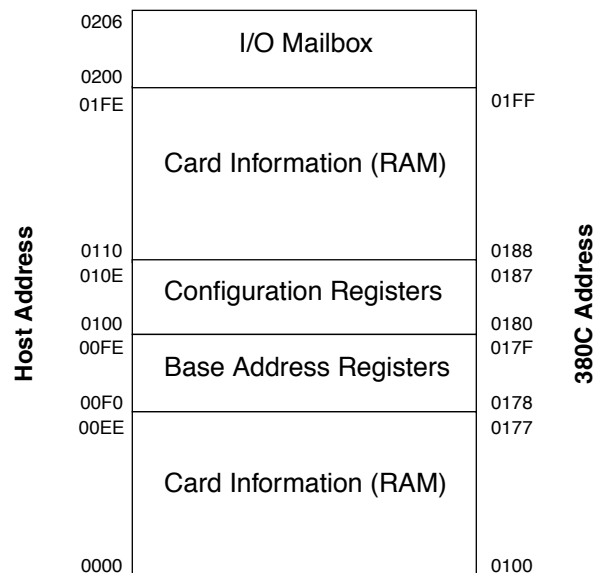 0206
I/O Mailbox
0200
01FE
01FF
Card Information (RAM)
0110
0188
010E
0187
Configuration Registers
0100
0180
00FE
017F
Base Address Registers
00F0
0178
00EE
0177
Card Information (RAM)
0000
0100
Host Address
380C Address